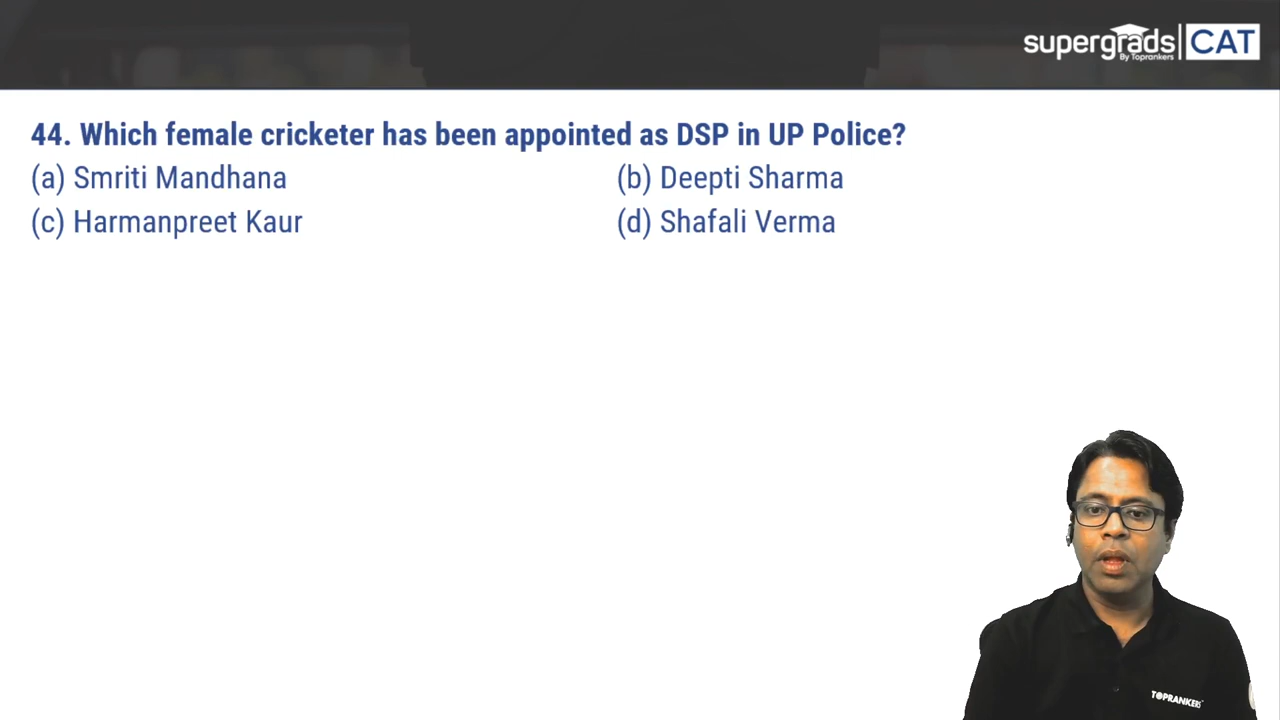 supergrads CAT
By Toprankers
44. Which female cricketer has been appointed as DSP in UP Police?
(a) Smriti Mandhana (b) Deepti Sharma
(c) Harmanpreet Kaur (d) Shafali Verma
TOPRANKERS